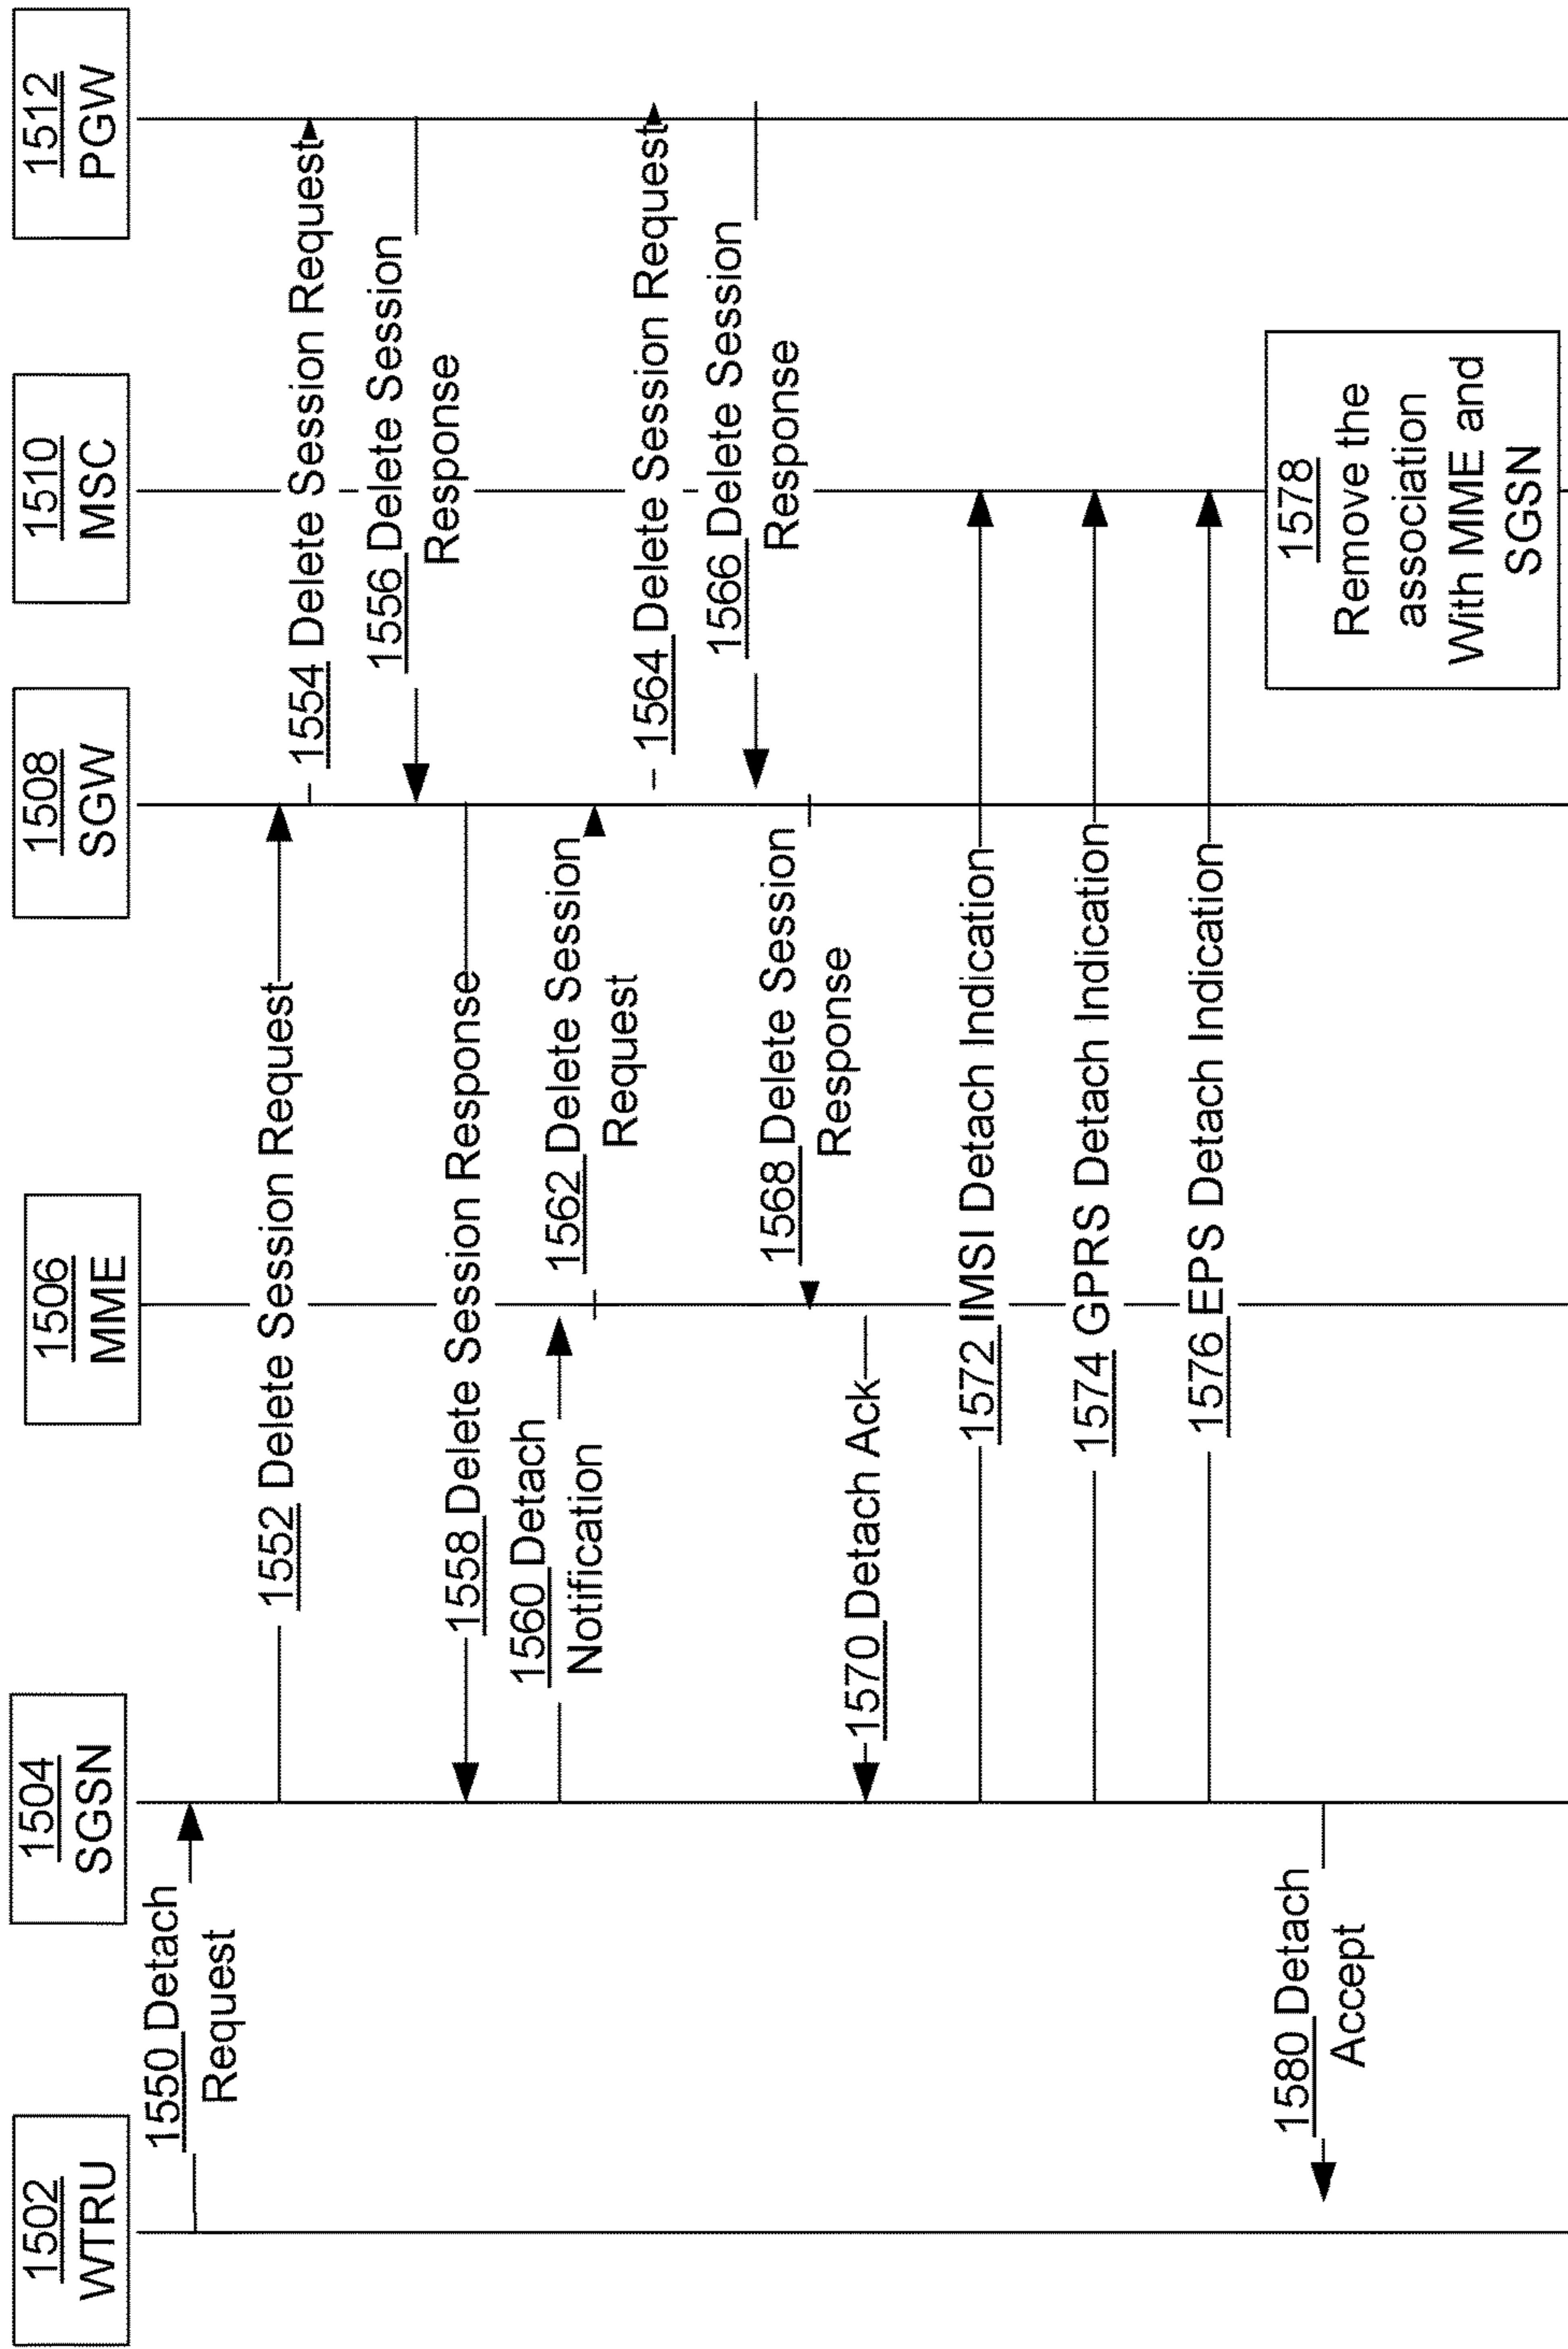 1502
WTRU
1504
SGSN
1506
MME
1508
SGW
1510
MSC
1512
PGW
1550 Detach
Request
1552 Delete Session Request
1554 Delete Session Request
1556 Delete Session
Response
1558 Delete Session Response
1560 Detach
Notification
1562 Delete Session
Request
1564 Delete Session Request
1566 Delete Session
Response
1568 Delete Session
Response
1570 Detach Ack
1572 IMSI Detach Indication
1574 GPRS Detach Indication
1576 EPS Detach Indication
1578
Remove the
association
With MME and
SGSN
1580 Detach
Accept